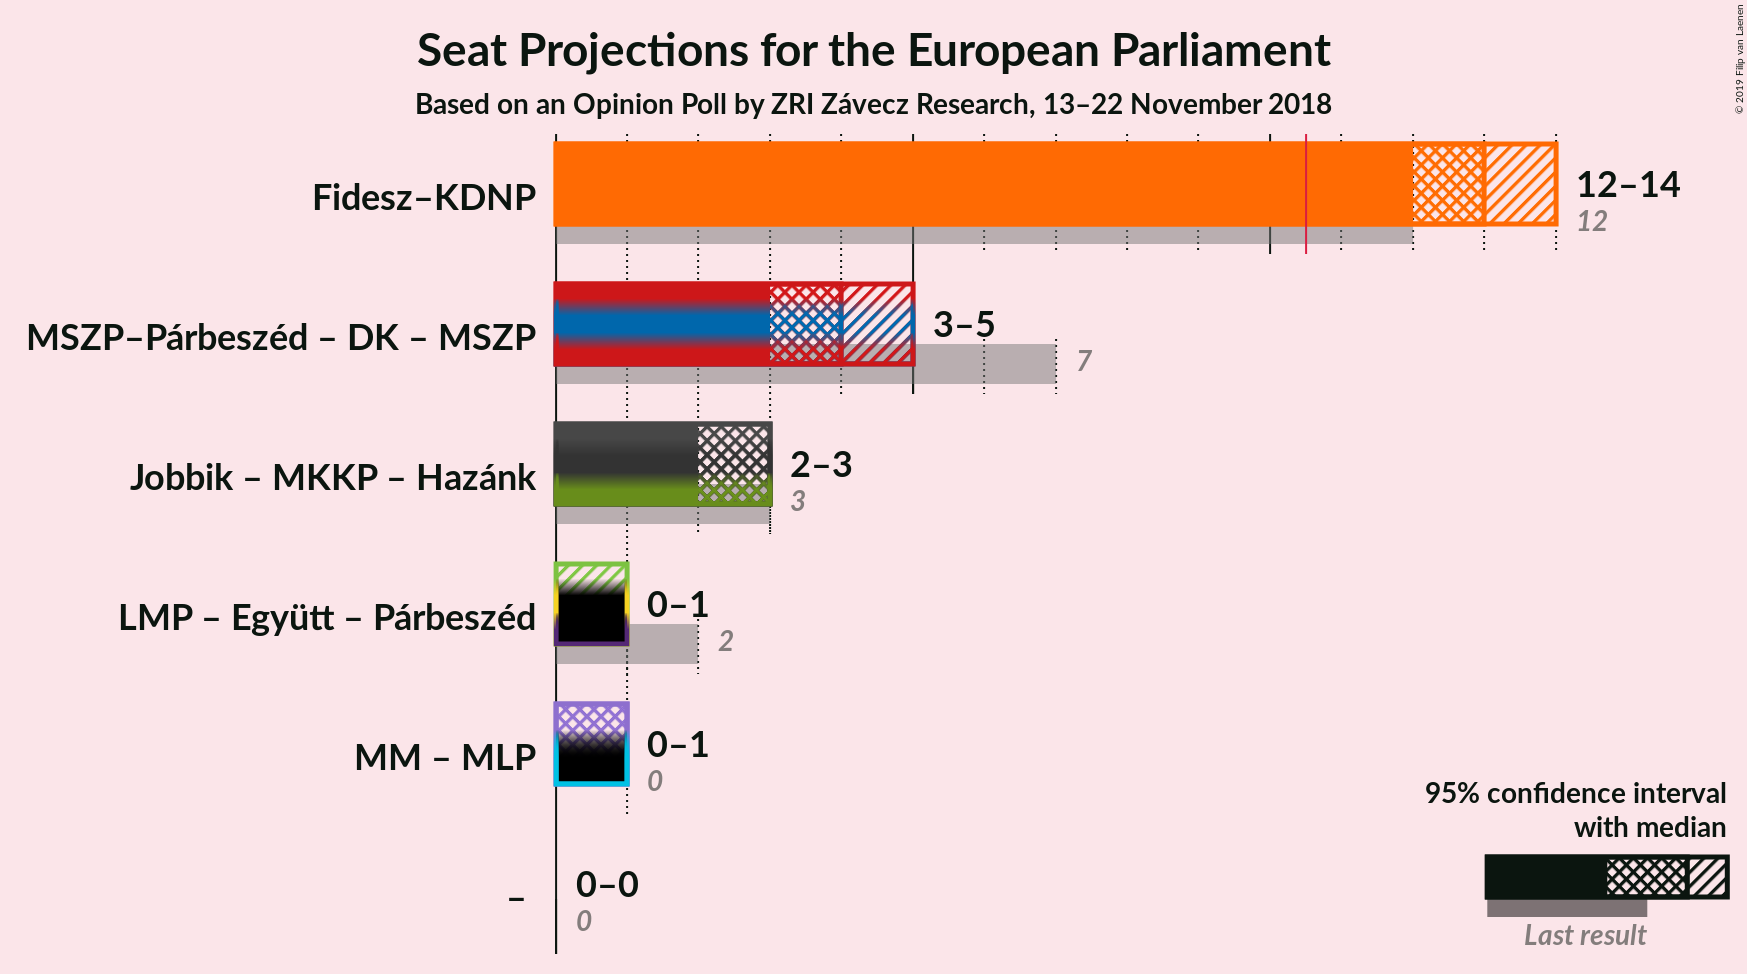 Seat Projections for the European Parliament
Based on an Opinion Poll by ZRI Závecz Research, 13–22 November 2018
© 2019 Filip van Laenen
Fidesz–KDNP
12–14
12
MSZP–Párbeszéd – DK – MSZP
3–5
7
Jobbik – MKKP – Hazánk
2–3
3
LMP – Együtt – Párbeszéd
0–1
2
MM – MLP
0–1
0
–
0–0
0
95% confidence interval
with median
Last result